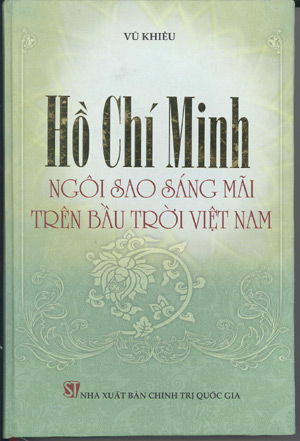 VŨ KHIÊU
Hồ Chí Minh
NGÔI SAO SÁNG MÃI
TRÊN BẦU TRỜI VIỆT NAM
ST NHÀ XUẤT BẢN CHÍNH TRỊ QUỐC GIA